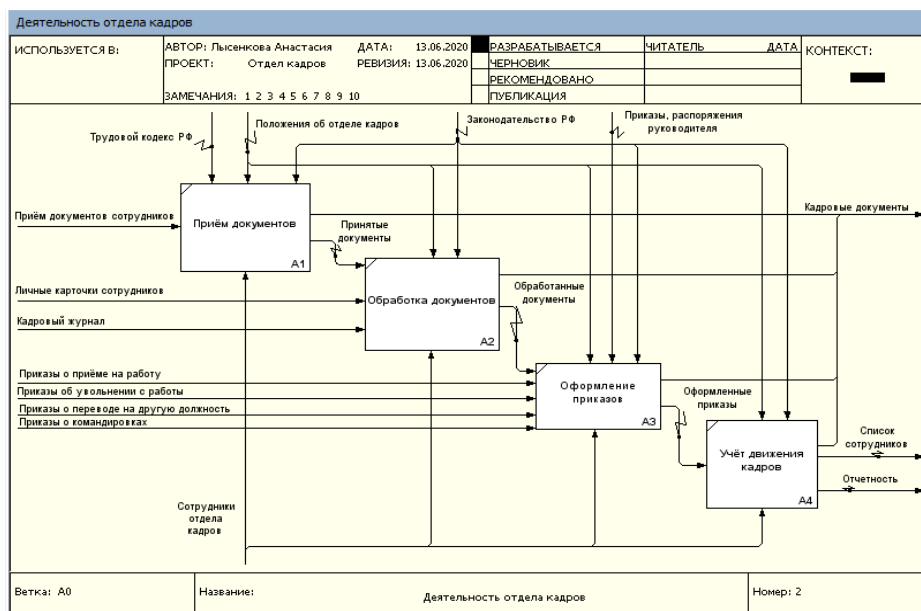 Деятельность отдела кадров
ИСПОЛЬЗУЕТСЯ В:
АВТОР: Лысенкова Анастасия
ДАТА: 13.06.2020
ПРОЕКТ: Отдел кадров
РЕВИЗИЯ: 13.06.2020
ЗАМЕЧАНИЯ: 1 2 3 4 5 6 7 8 9 10
РАЗРАБАТЫВАЕТСЯ
ЧЕРНОВИК
РЕКОМЕНДОВАНО
ПУБЛИКАЦИЯ
ЧИТАТЕЛЬ
ДАТА
КОНТЕКСТ:
Трудовой кодекс РФ
Положения об отделе кадров
Законодательство РФ
Приказы, распоряжения
руководителя
Приём документов сотрудников
Приём документов
A1
Кадровые документы
Принятые
документы
Личные карточки сотрудников
Кадровый журнал
Обработка документов
A2
Обработанные
документы
Приказы о приёме на работу
Приказы об увольнении с работы
Приказы о переводе на другую должность
Приказы о командировках
Оформление
приказов
A3
Оформленные
приказы
Учёт движения
кадров
A4
Список
сотрудников
Отчетность
Сотрудники
отдела
кадров
Ветка: A0
Название:
Деятельность отдела кадров
Номер: 2